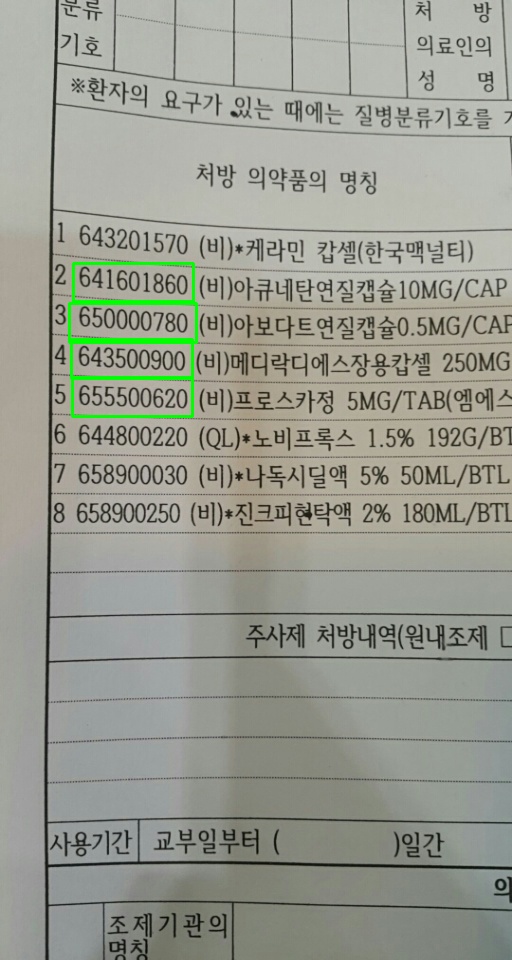 분류
기호
처 방
의료인의
성 명
※환자의 요구가 있는 때에는 질병분류기호를
처방 의약품의 명칭
1 643201570 (비)*케라민 캅셀(한국맥널티)
2 641601860 (비)아큐네탄연질캡슐10MG/CAP
3 650000780 (비)아보다트연질캡슐0.5MG/CAP
4 643500900 (비)메디락디에스장용캅셀 250MG
5 655500620 (비)프로스카정 5MG/TAB(엠에스
6 644800220 (QL)*노비프록스 1.5% 192G/BT
7 658900030 (비)*나독시딜액 5% 50ML/BTL
8 658900250 (비)*진크피현탁액 2% 180ML/BTL
주사제 처방내역(원내조제 □
사용기간 교부일부터 ( )일간
의
조제기관의
명칭